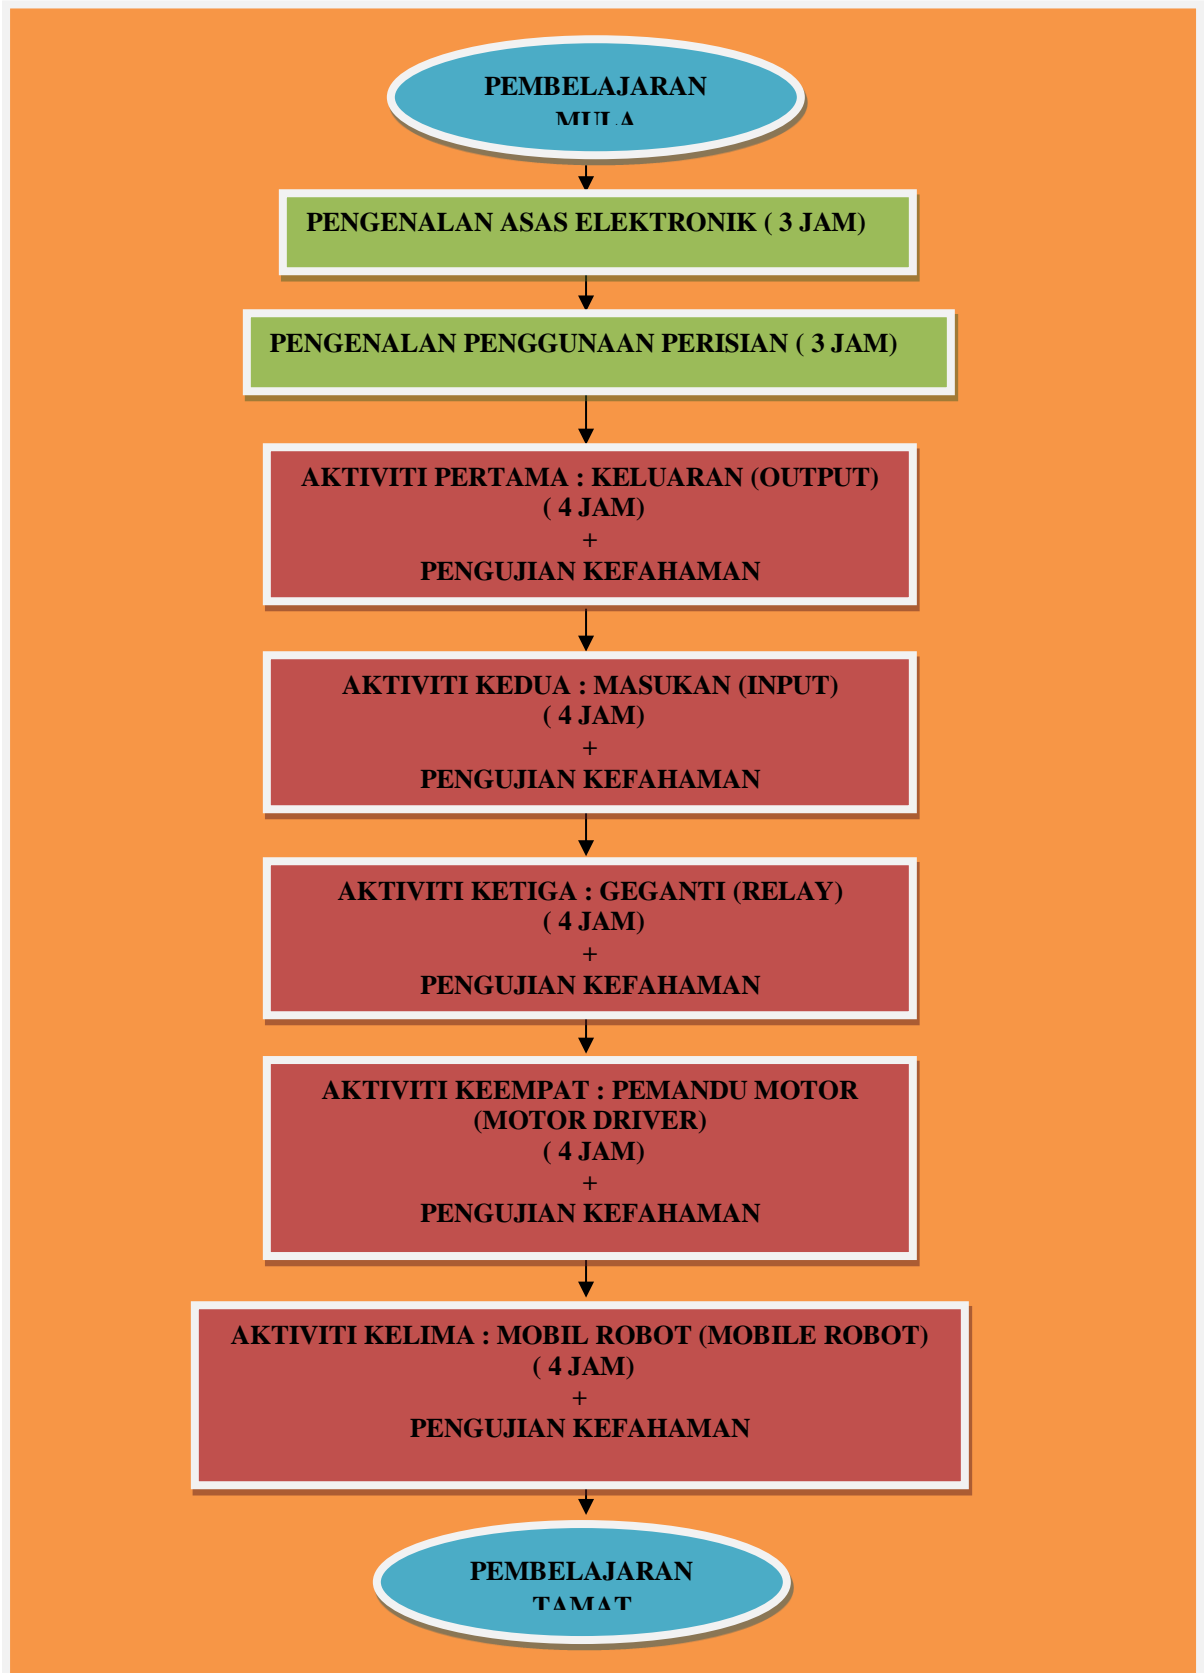 PEMBELAJARAN
MULA
PENGENALAN ASAS ELEKTRONIK ( 3 JAM)
PENGENALAN PENGGUNAAN PERISIAN ( 3 JAM)
AKTIVITI PERTAMA : KELUARAN (OUTPUT)
( 4 JAM)
+
PENGUJIAN KEFAHAMAN
AKTIVITI KEDUA : MASUKAN (INPUT)
( 4 JAM)
+
PENGUJIAN KEFAHAMAN
AKTIVITI KETIGA : GEGANTI (RELAY)
( 4 JAM)
+
PENGUJIAN KEFAHAMAN
AKTIVITI KEEMPAT : PEMANDU MOTOR
(MOTOR DRIVER)
( 4 JAM)
+
PENGUJIAN KEFAHAMAN
AKTIVITI KELIMA : MOBIL ROBOT (MOBILE ROBOT)
( 4 JAM)
+
PENGUJIAN KEFAHAMAN
PEMBELAJARAN
TAMAT